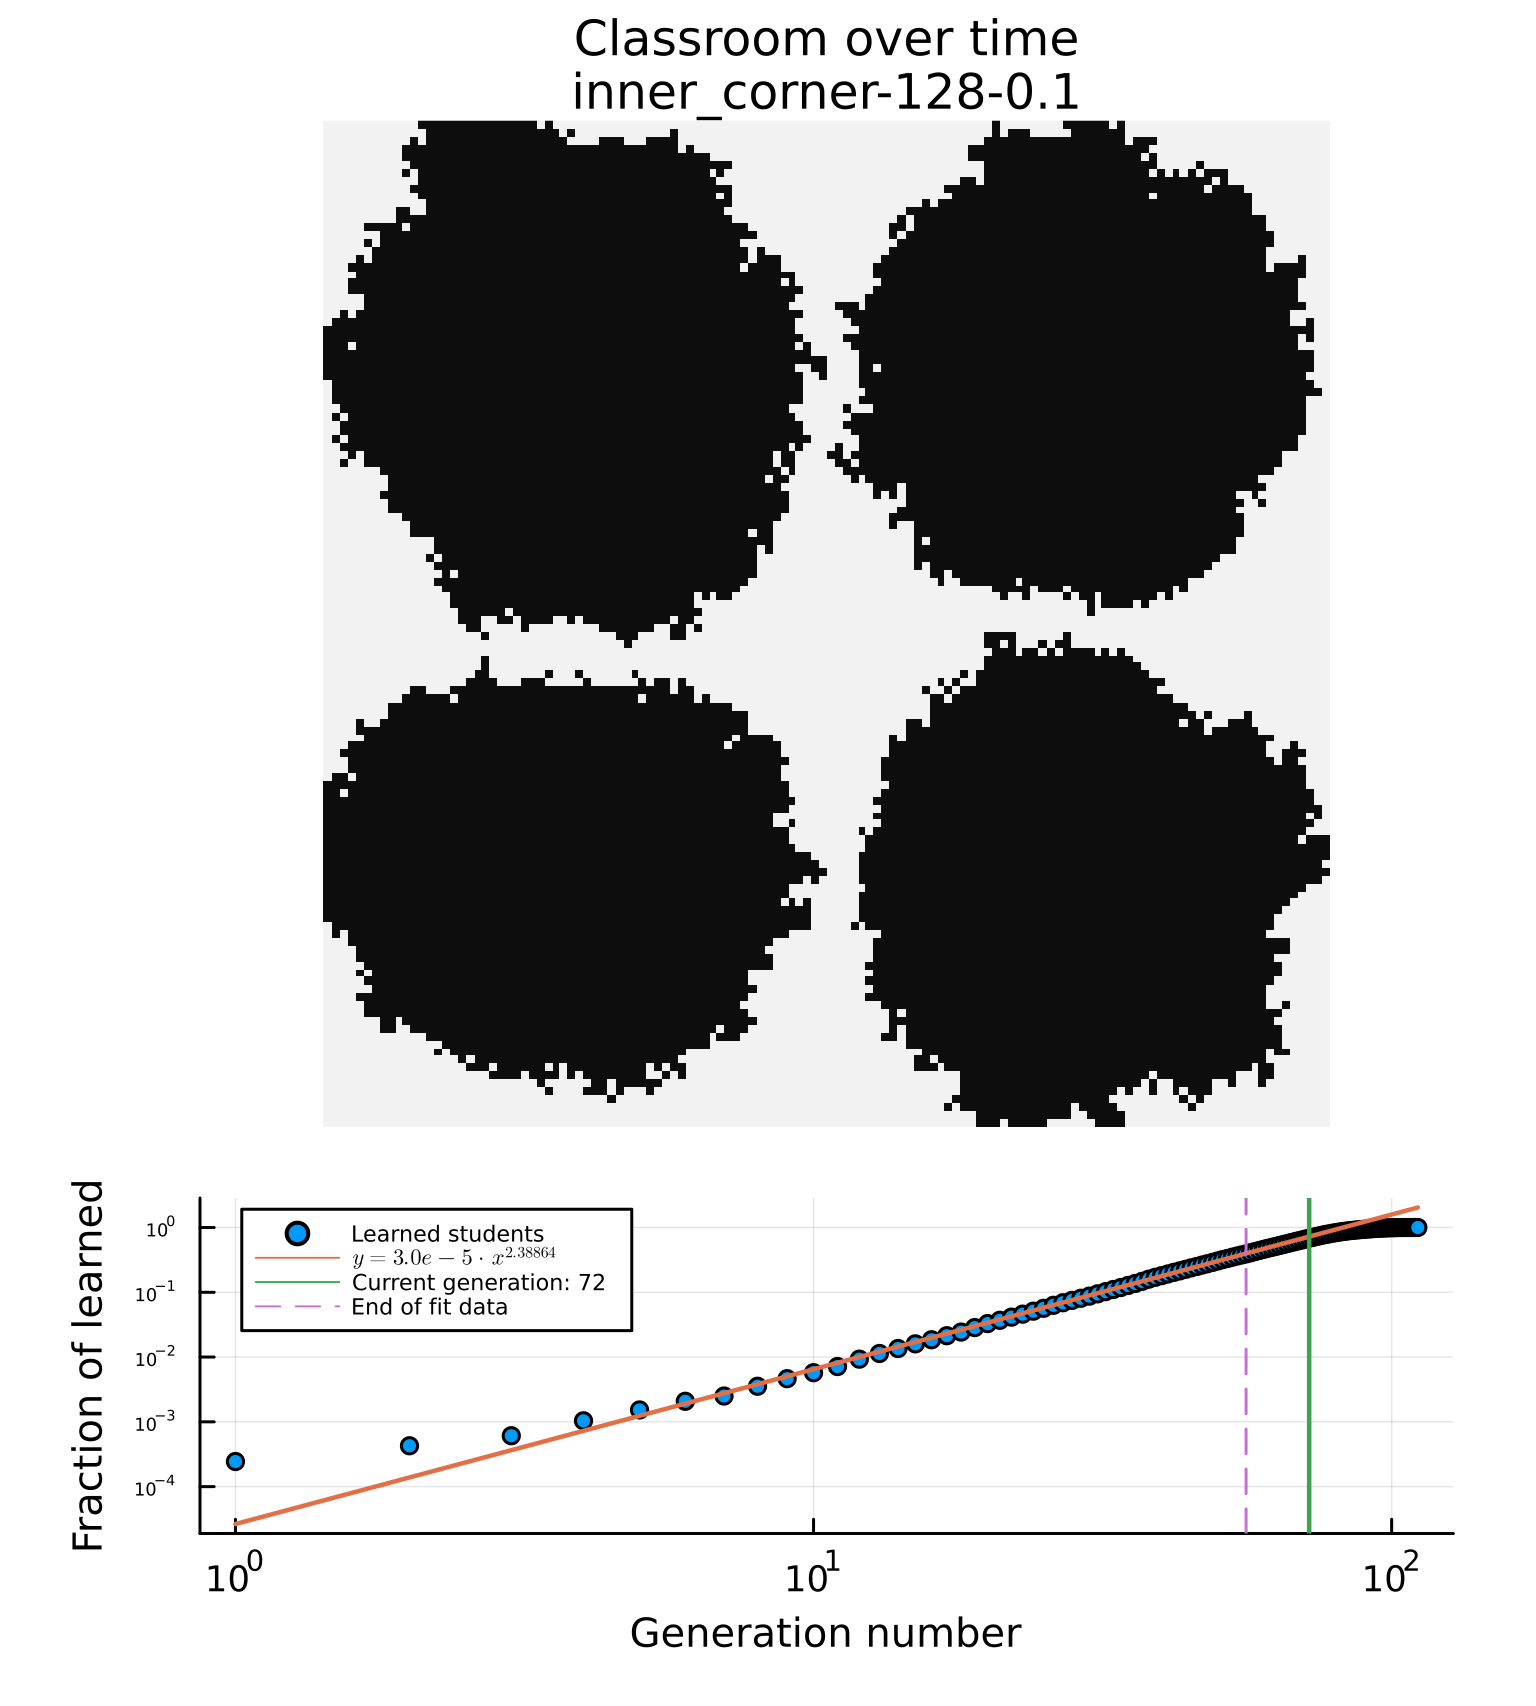 Classroom over time
inner_corner-128-0.1
Fraction of learned
10^0
10^-1
10^-2
10^-3
10^-4
Learned students
y = 3.0e − 5 · x^2.38864
Current generation: 72
End of fit data
10^0
10^1
10^2
Generation number